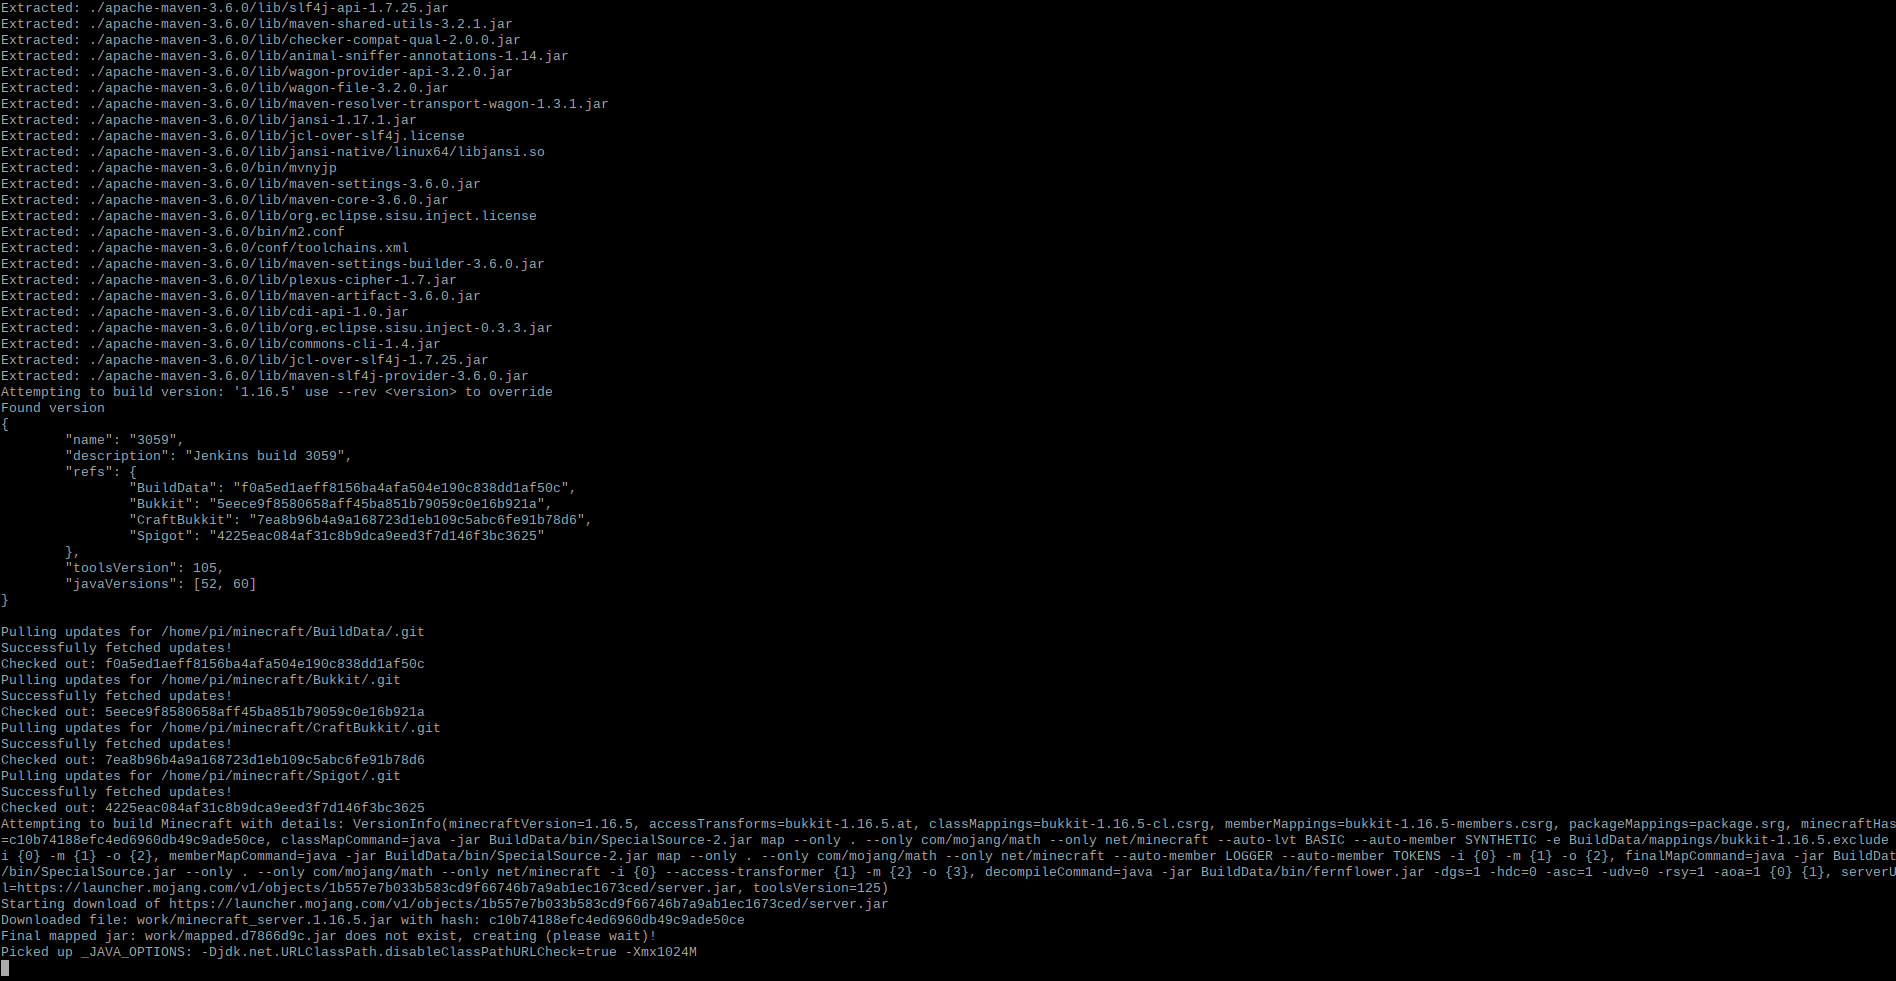 Extracted: ./apache-maven-3.6.0/lib/slf4j-api-1.7.25.jar
Extracted: ./apache-maven-3.6.0/lib/maven-shared-utils-3.2.1.jar
Extracted: ./apache-maven-3.6.0/lib/checker-compat-qual-2.0.0.jar
Extracted: ./apache-maven-3.6.0/lib/animal-sniffer-annotations-1.14.jar
Extracted: ./apache-maven-3.6.0/lib/wagon-provider-api-3.2.0.jar
Extracted: ./apache-maven-3.6.0/lib/wagon-file-3.2.0.jar
Extracted: ./apache-maven-3.6.0/lib/maven-resolver-transport-wagon-1.3.1.jar
Extracted: ./apache-maven-3.6.0/lib/jansi-1.17.1.jar
Extracted: ./apache-maven-3.6.0/lib/jcl-over-slf4j.license
Extracted: ./apache-maven-3.6.0/lib/jansi-native/linux64/libjansi.so
Extracted: ./apache-maven-3.6.0/bin/mvnyjp
Extracted: ./apache-maven-3.6.0/lib/maven-settings-3.6.0.jar
Extracted: ./apache-maven-3.6.0/lib/maven-core-3.6.0.jar
Extracted: ./apache-maven-3.6.0/lib/org.eclipse.sisu.inject.license
Extracted: ./apache-maven-3.6.0/bin/m2.conf
Extracted: ./apache-maven-3.6.0/conf/toolchains.xml
Extracted: ./apache-maven-3.6.0/lib/maven-settings-builder-3.6.0.jar
Extracted: ./apache-maven-3.6.0/lib/plexus-cipher-1.7.jar
Extracted: ./apache-maven-3.6.0/lib/maven-artifact-3.6.0.jar
Extracted: ./apache-maven-3.6.0/lib/cdi-api-1.0.jar
Extracted: ./apache-maven-3.6.0/lib/org.eclipse.sisu.inject-0.3.3.jar
Extracted: ./apache-maven-3.6.0/lib/commons-cli-1.4.jar
Extracted: ./apache-maven-3.6.0/lib/jcl-over-slf4j-1.7.25.jar
Extracted: ./apache-maven-3.6.0/lib/maven-slf4j-provider-3.6.0.jar
Attempting to build version: '1.16.5' use --rev <version> to override
Found version
{
        "name": "3059",
        "description": "Jenkins build 3059",
        "refs": {
                "BuildData": "f0a5ed1aeff8156ba4afa504e190c838dd1af50c",
                "Bukkit": "5eece9f8580658aff45ba851b79059c0e16b921a",
                "CraftBukkit": "7ea8b96b4a9a168723d1eb109c5abc6fe91b78d6",
                "Spigot": "4225eac084af31c8b9dca9eed3f7d146f3bc3625"
        },
        "toolsVersion": 105,
        "javaVersions": [52, 60]
}
Pulling updates for /home/pi/minecraft/BuildData/.git
Successfully fetched updates!
Checked out: f0a5ed1aeff8156ba4afa504e190c838dd1af50c
Pulling updates for /home/pi/minecraft/Bukkit/.git
Successfully fetched updates!
Checked out: 5eece9f8580658aff45ba851b79059c0e16b921a
Pulling updates for /home/pi/minecraft/CraftBukkit/.git
Successfully fetched updates!
Checked out: 7ea8b96b4a9a168723d1eb109c5abc6fe91b78d6
Pulling updates for /home/pi/minecraft/Spigot/.git
Successfully fetched updates!
Checked out: 4225eac084af31c8b9dca9eed3f7d146f3bc3625
Attempting to build Minecraft with details: VersionInfo(minecraftVersion=1.16.5, accessTransforms=bukkit-1.16.5.at, classMappings=bukkit-1.16.5-cl.csrg, memberMappings=bukkit-1.16.5-members.csrg, packageMappings=package.srg, minecraftHas
=c10b74188efc4ed6960db49c9ade50ce, classMapCommand=java -jar BuildData/bin/SpecialSource-2.jar map --only . --only com/mojang/math --only net/minecraft --auto-lvt BASIC --auto-member SYNTHETIC -e BuildData/mappings/bukkit-1.16.5.exclude
i {0} -m {1} -o {2}, memberMapCommand=java -jar BuildData/bin/SpecialSource-2.jar map --only . --only com/mojang/math --only net/minecraft --auto-member LOGGER --auto-member TOKENS -i {0} -m {1} -o {2}, finalMapCommand=java -jar BuildDat
/bin/SpecialSource.jar --only . --only com/mojang/math --only net/minecraft -i {0} --access-transformer {1} -m {2} -o {3}, decompileCommand=java -jar BuildData/bin/fernflower.jar -dgs=1 -hdc=0 -asc=1 -udv=0 -rsy=1 -aoa=1 {0} {1}, serverU
l=https://launcher.mojang.com/v1/objects/1b557e7b033b583cd9f66746b7a9ab1ec1673ced/server.jar, toolsVersion=125)
Starting download of https://launcher.mojang.com/v1/objects/1b557e7b033b583cd9f66746b7a9ab1ec1673ced/server.jar
Downloaded file: work/minecraft_server.1.16.5.jar with hash: c10b74188efc4ed6960db49c9ade50ce
Final mapped jar: work/mapped.d7866d9c.jar does not exist, creating (please wait)!
Picked up _JAVA_OPTIONS: -Djdk.net.URLClassPath.disableClassPathURLCheck=true -Xmx1024M